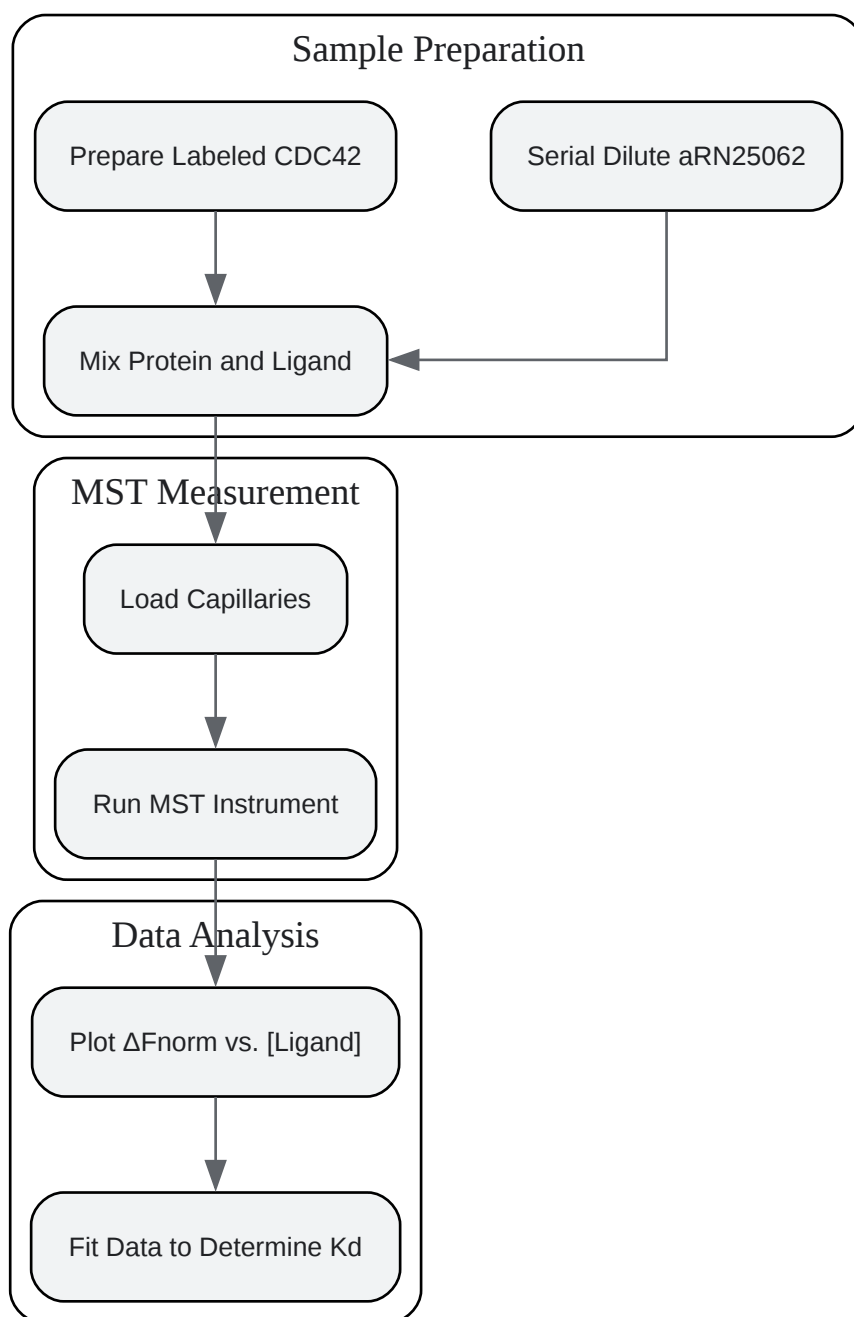 Sample Preparation
Prepare Labeled CDC42
Serial Dilute aRN25062
Mix Protein and Ligand
MST Measurement
Load Capillaries
Run MST Instrument
Data Analysis
Plot ΔFnorm vs. [Ligand]
Fit Data to Determine Kd